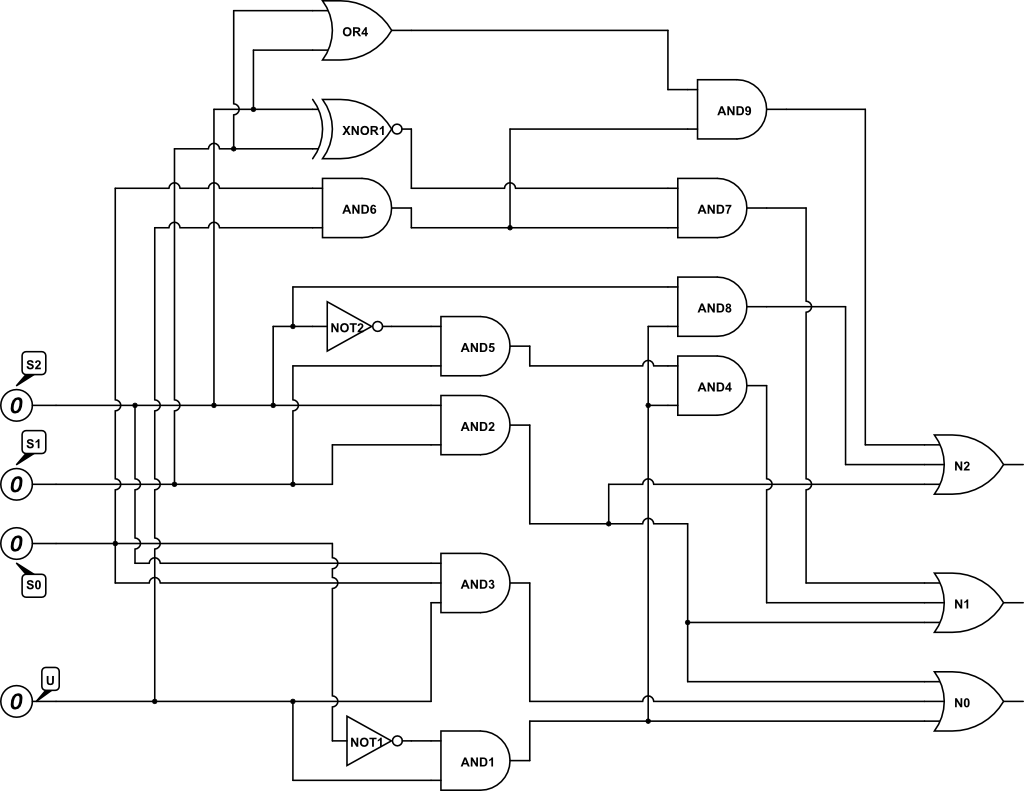 OR4
AND9
XNOR1
AND6
AND7
AND8
NOT2
AND5
S2
AND4
0
AND2
S1
N2
0
0
S0
AND3
N1
U
0
N0
NOT1
AND1